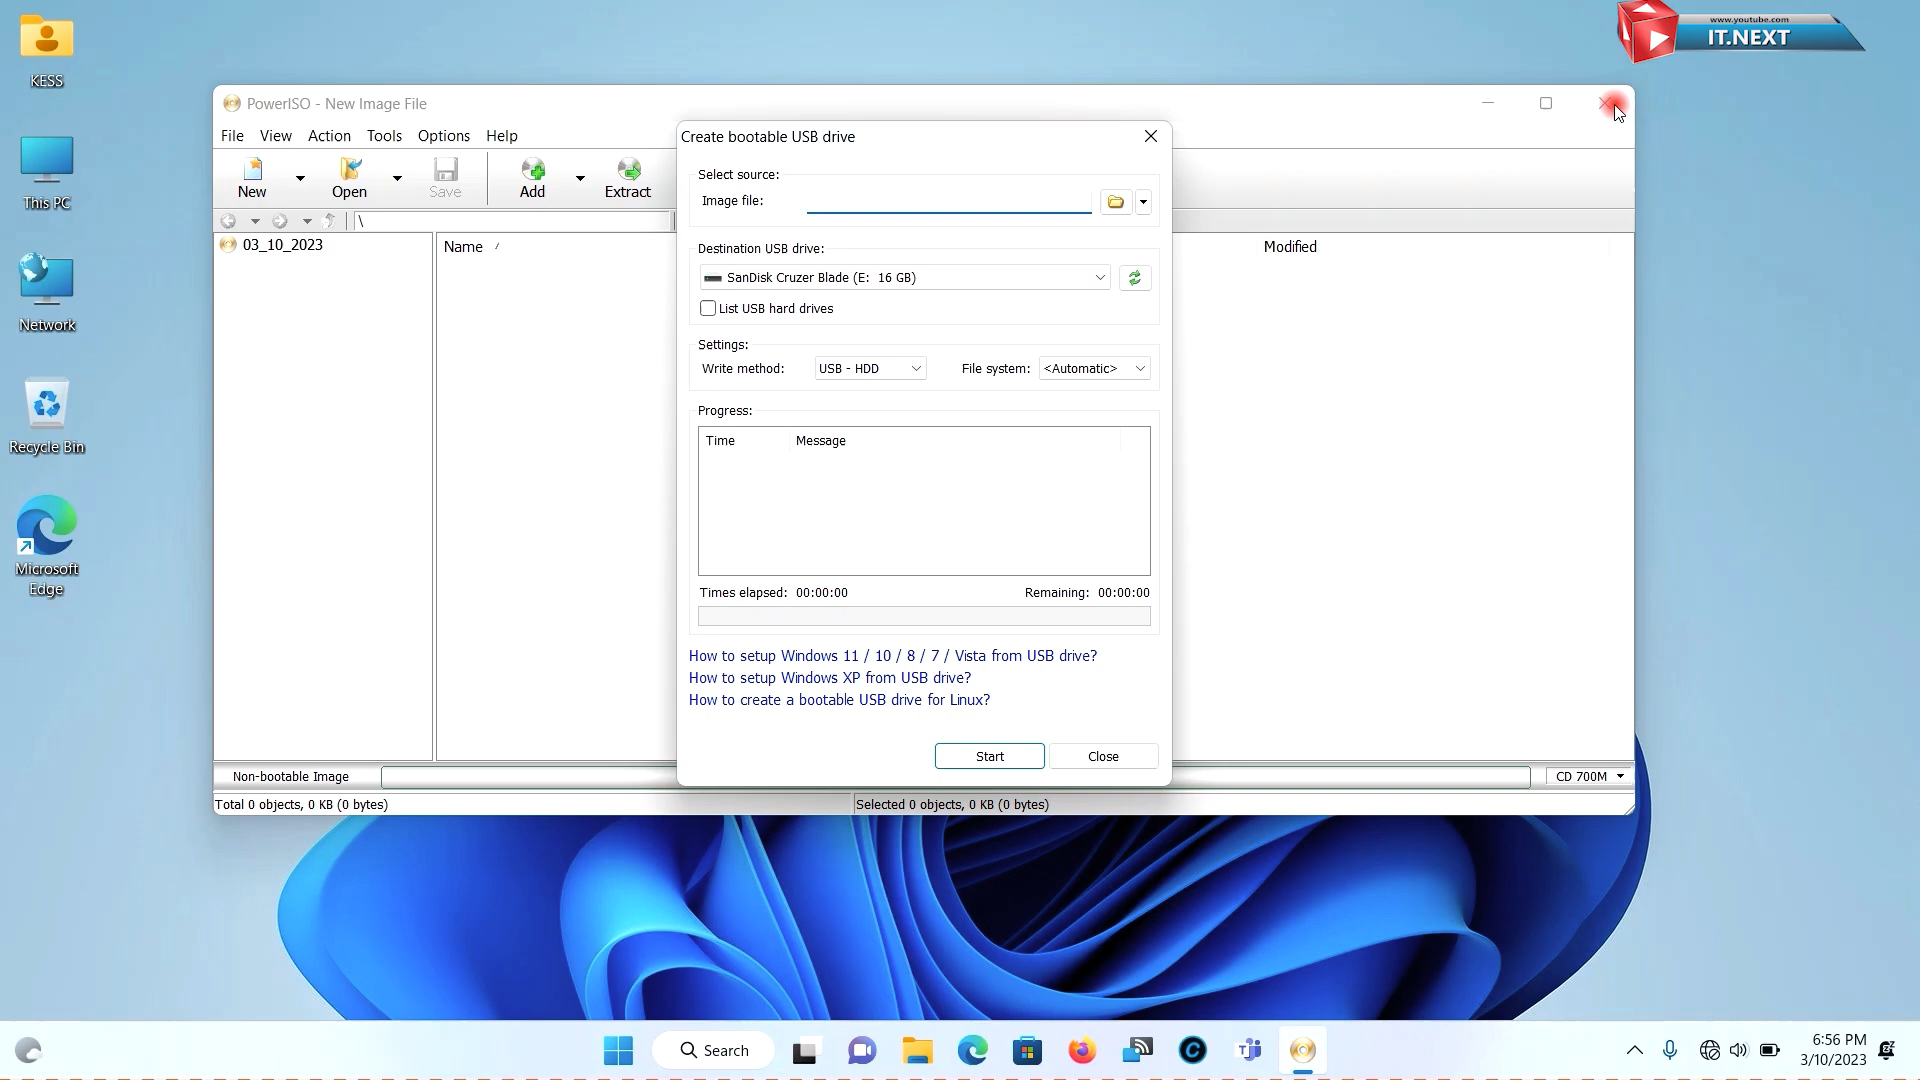 www.youtube.com
IT.NEXT
KESS
This PC
Network
Recycle Bin
Microsoft
Edge
PowerISO - New Image File
File View Action Tools Options Help
New Open Save Add Extract
\
03_10_2023
Name
Modified
Create bootable USB drive
Select source:
Image file:
Destination USB drive:
SanDisk Cruzer Blade (E: 16 GB)
List USB hard drives
Settings:
Write method: USB - HDD File system: <Automatic>
Progress:
Time Message
Times elapsed: 00:00:00 Remaining: 00:00:00
How to setup Windows 11 / 10 / 8 / 7 / Vista from USB drive?
How to setup Windows XP from USB drive?
How to create a bootable USB drive for Linux?
Start Close
Non-bootable Image CD 700M
Total 0 objects, 0 KB (0 bytes) Selected 0 objects, 0 KB (0 bytes)
Search
6:56 PM
3/10/2023